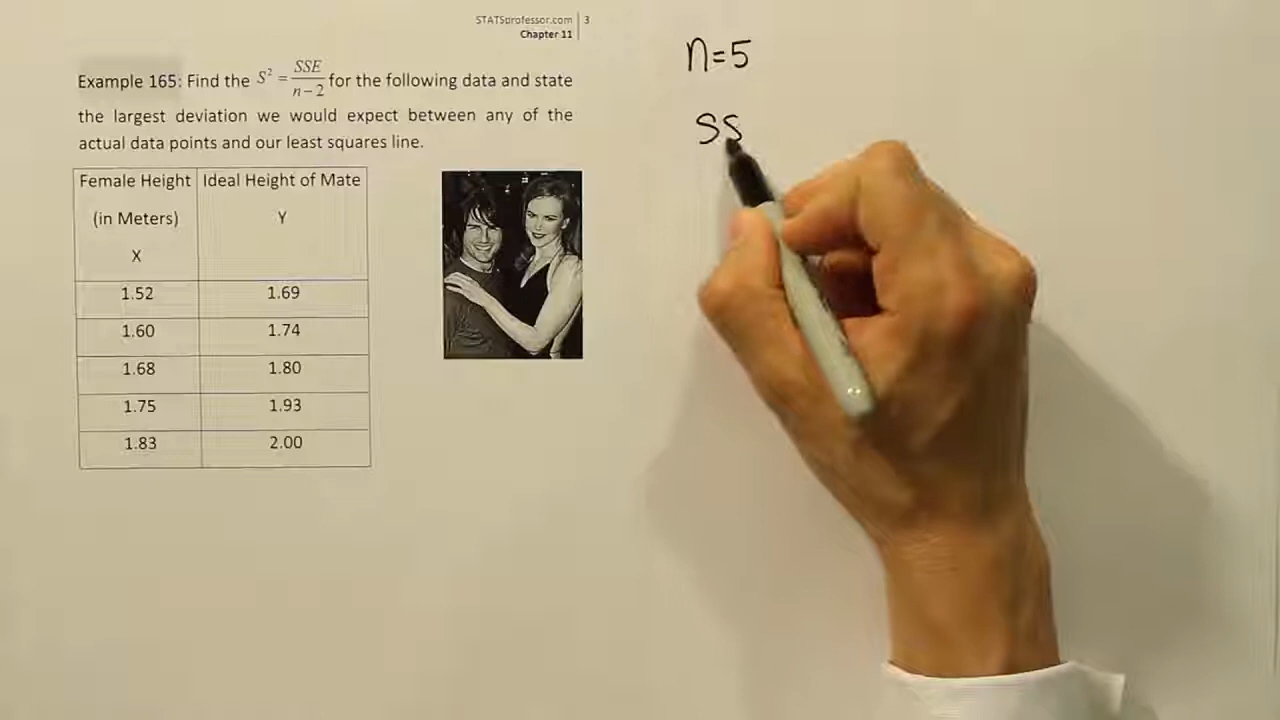 STATSprofessor.com | 3
Chapter 11
Example 165: Find the S² = SSE / n − 2 for the following data and state
the largest deviation we would expect between any of the
actual data points and our least squares line.
Female Height (in Meters) X | Ideal Height of Mate Y
1.52 | 1.69
1.60 | 1.74
1.68 | 1.80
1.75 | 1.93
1.83 | 2.00
n=5
SS